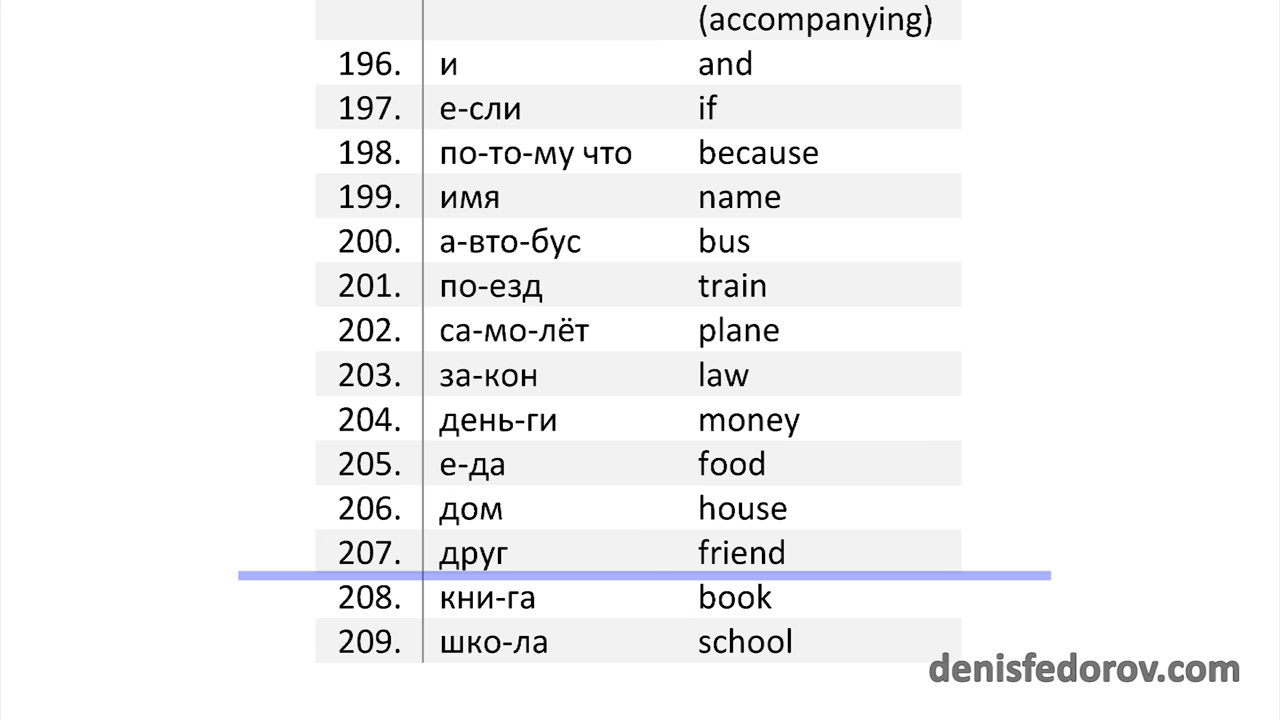 (accompanying)
196. и and
197. е-сли if
198. по-то-му что because
199. имя name
200. а-вто-бус bus
201. по-езд train
202. са-мо-лёт plane
203. за-кон law
204. день-ги money
205. е-да food
206. дом house
207. друг friend
208. кни-га book
209. шко-ла school
denisfedorov.com